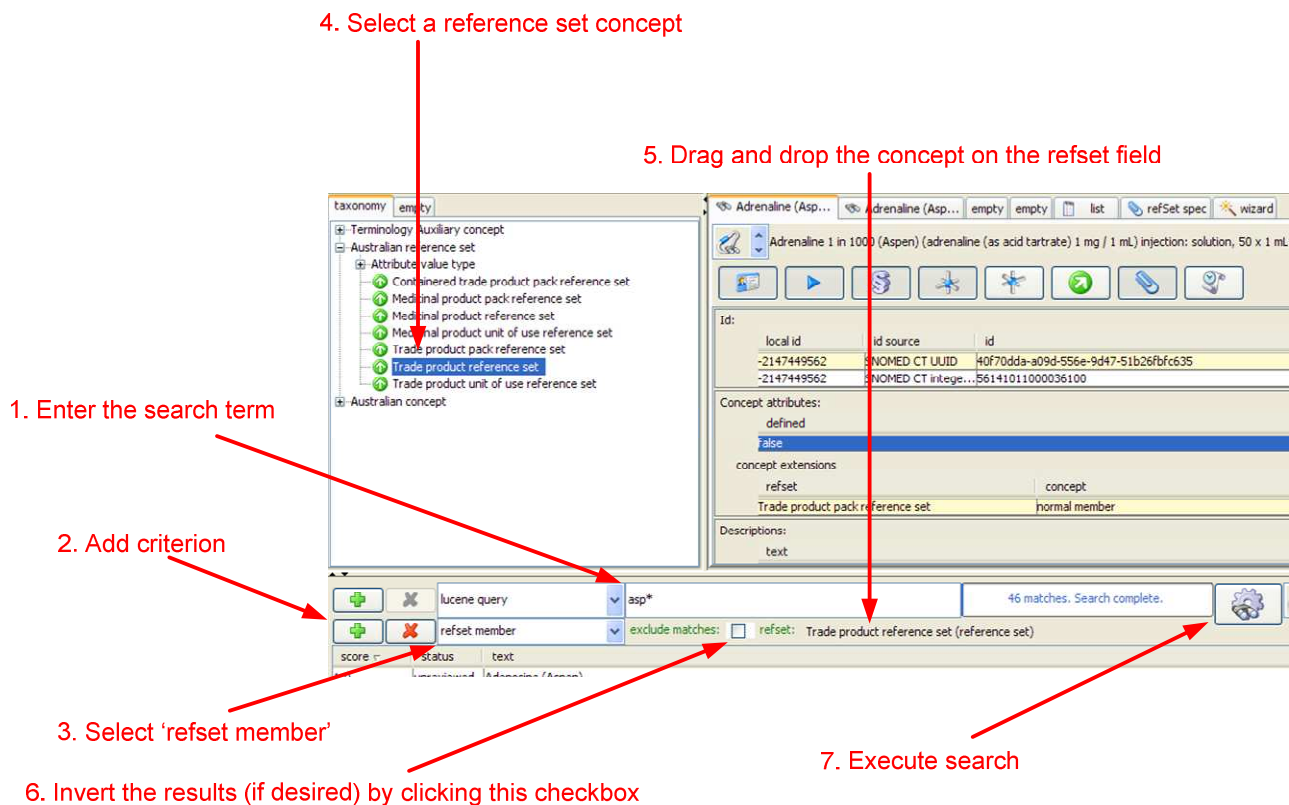 4. Select a reference set concept
5. Drag and drop the concept on the refset field
taxonomy empty
Terminology Auxiliary concept
Australian reference set
Attribute value type
Containered trade product pack reference set
Medicinal product pack reference set
Medicinal product reference set
Medicinal product unit of use reference set
Trade product pack reference set
Trade product reference set
Trade product unit of use reference set
Australian concept
Adrenaline (Asp... Adrenaline (Asp... empty empty list refSet spec wizard
Adrenaline 1 in 1000 (Aspen) (adrenaline (as acid tartrate) 1 mg / 1 mL) injection: solution, 50 x 1 mL
Id:
local id id source id
-2147449562 SNOMED CT UUID 40f70dda-a09d-556e-9d47-51b26fbfc635
-2147449562 SNOMED CT intege... 56141011000036100
Concept attributes:
defined
false
concept extensions
refset concept
Trade product pack reference set normal member
Descriptions:
text
1. Enter the search term
2. Add criterion
lucene query asp* 46 matches. Search complete.
refset member exclude matches: refset: Trade product reference set (reference set)
score status text
3. Select ‘refset member’
7. Execute search
6. Invert the results (if desired) by clicking this checkbox